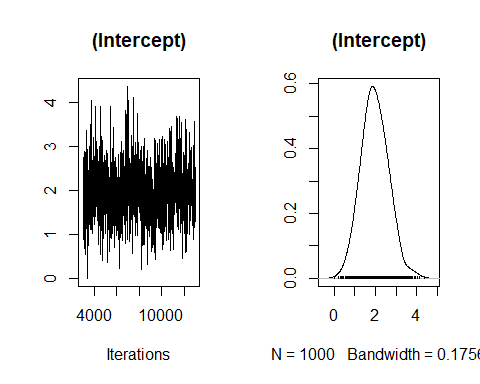 (Intercept)
4
3
2
1
0
4000 10000
Iterations
(Intercept)
0.6
0.4
0.2
0.0
0 2 4
N = 1000 Bandwidth = 0.1756